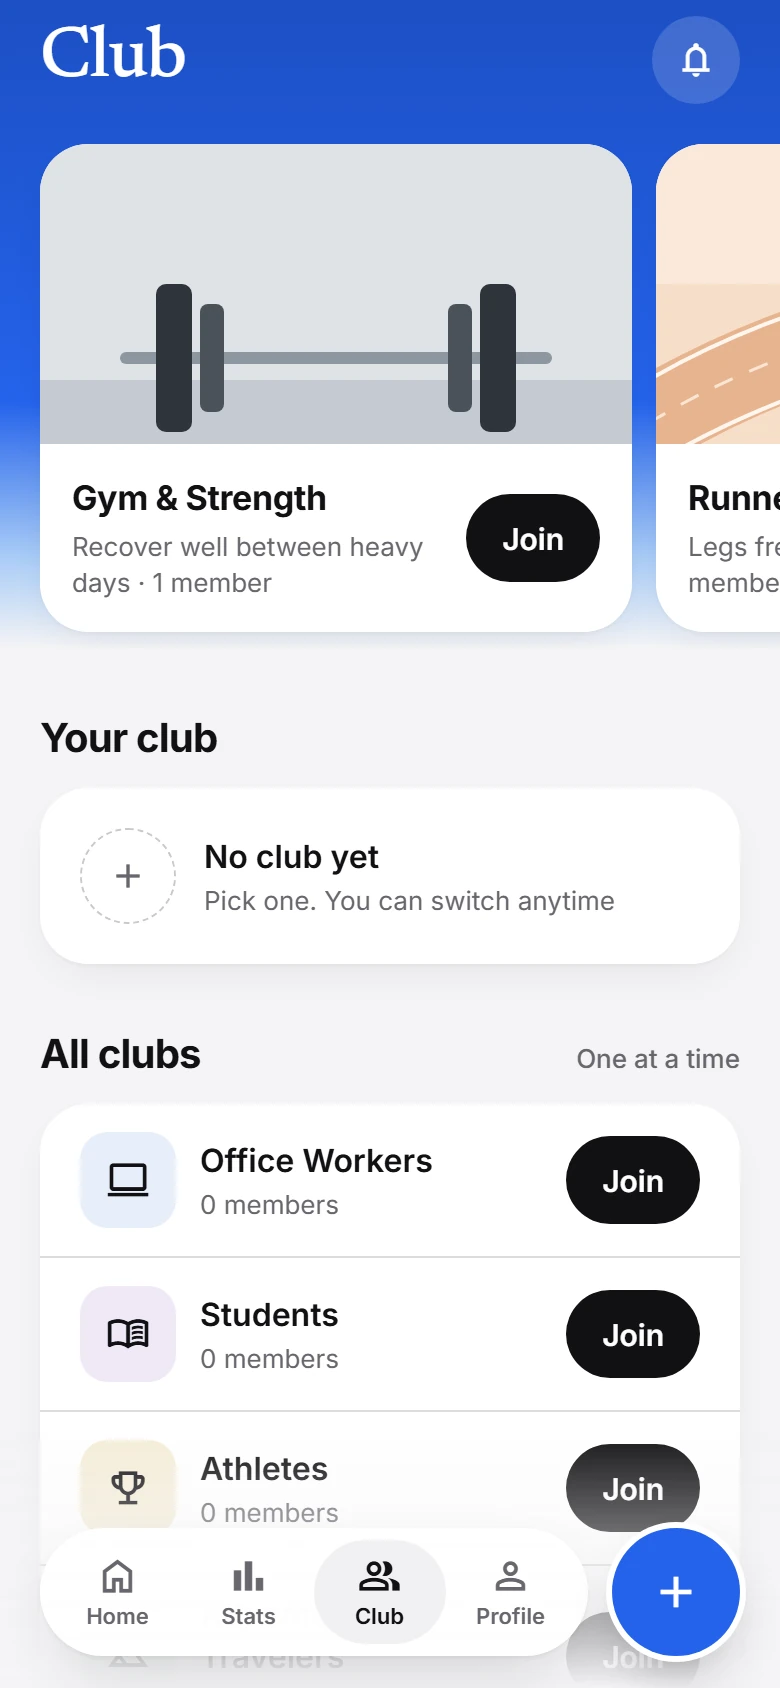 Club
Gym & Strength
Recover well between heavy
days · 1 member
Join
Runne
Legs fre
membe
Your club
No club yet
Pick one. You can switch anytime
All clubs
One at a time
Office Workers
0 members
Join
Students
0 members
Join
Athletes
0 members
Join
Home
Stats
Club
Profile
Travelers
Join